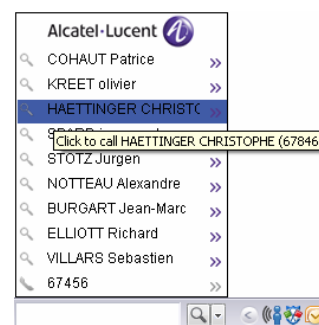 Alcatel·Lucent
COHAUT Patrice
KREET olivier
HAETTINGER CHRISTC
Click to call HAETTINGER CHRISTOPHE (67846
STOTZ Jurgen
NOTTEAU Alexandre
BURGART Jean-Marc
ELLIOTT Richard
VILLARS Sebastien
67456